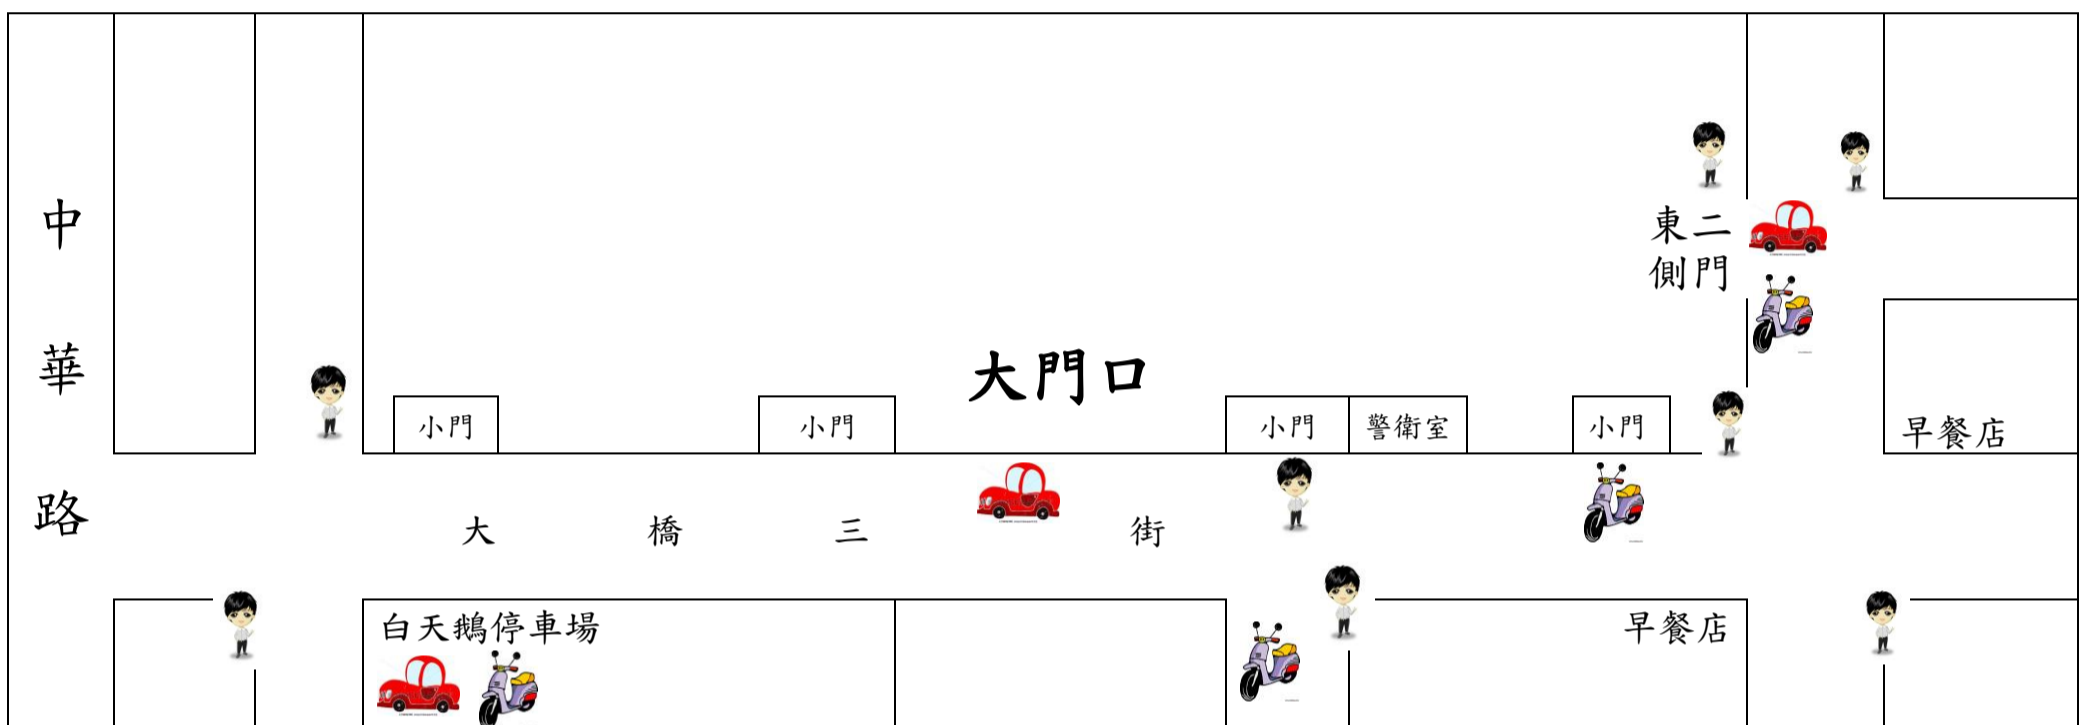 中華路
東二
側門
大門口
小門
小門
小門
警衛室
小門
早餐店
大橋三街
白天鵝停車場
早餐店